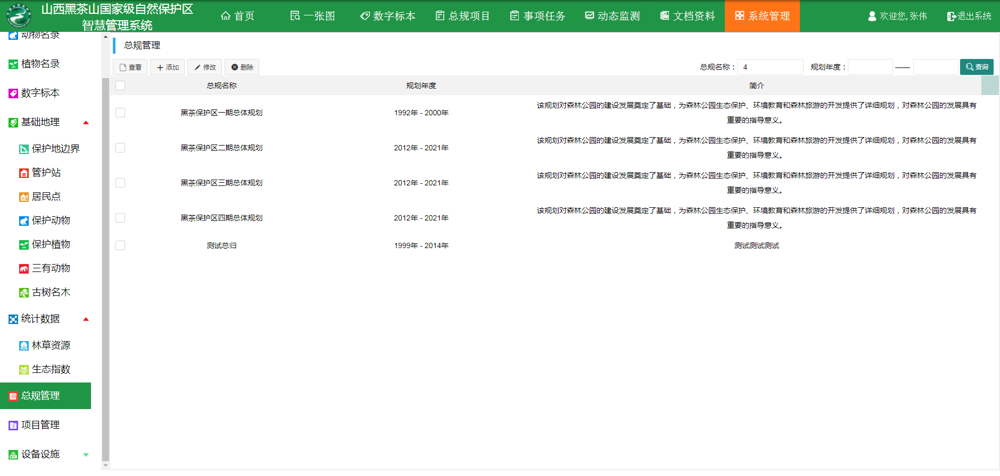 山西黑茶山国家级自然保护区
智慧管理系统
首页
一张图
数字标本
总规项目
事项任务
动态监测
文档资料
系统管理
欢迎您, 张伟
退出系统
动物名录
植物名录
数字标本
基础地理
保护地边界
管护站
居民点
保护动物
保护植物
三有动物
古树名木
统计数据
林草资源
生态指数
总规管理
项目管理
设备设施
总规管理
查看
添加
修改
删除
总规名称： 4
规划年度：
——
查询
总规名称 规划年度 简介
黑茶保护区一期总体规划 1992年 - 2000年 该规划对森林公园的建设发展奠定了基础，为森林公园生态保护、环境教育和森林旅游的开发提供了详细规划，对森林公园的发展具有
重要的指导意义。
黑茶保护区二期总体规划 2012年 - 2021年 该规划对森林公园的建设发展奠定了基础，为森林公园生态保护、环境教育和森林旅游的开发提供了详细规划，对森林公园的发展具有
重要的指导意义。
黑茶保护区三期总体规划 2012年 - 2021年 该规划对森林公园的建设发展奠定了基础，为森林公园生态保护、环境教育和森林旅游的开发提供了详细规划，对森林公园的发展具有
重要的指导意义。
黑茶保护区四期总体规划 2012年 - 2021年 该规划对森林公园的建设发展奠定了基础，为森林公园生态保护、环境教育和森林旅游的开发提供了详细规划，对森林公园的发展具有
重要的指导意义。
测试总归 1999年 - 2014年 测试测试测试